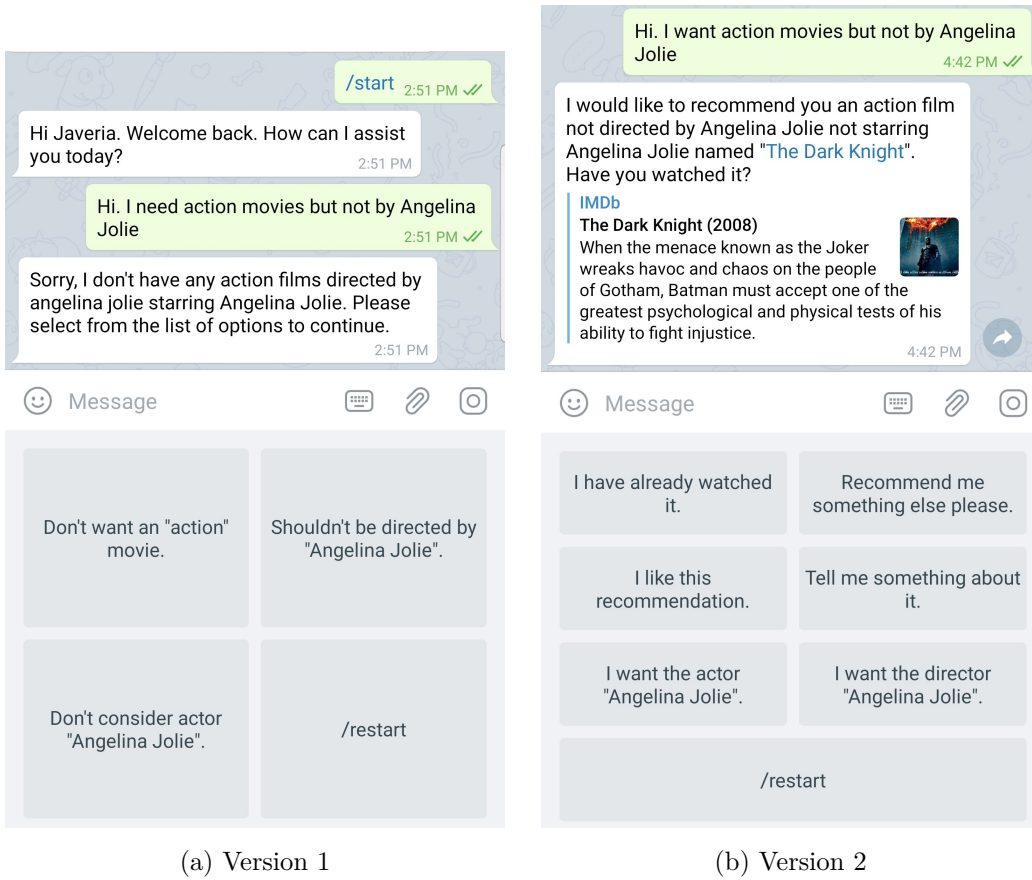 /start 2:51 PM
Hi Javeria. Welcome back. How can I assist
you today?
2:51 PM
Hi. I need action movies but not by Angelina
Jolie
2:51 PM
Sorry, I don't have any action films directed by
angelina jolie starring Angelina Jolie. Please
select from the list of options to continue.
2:51 PM
Message
Don't want an "action"
movie.
Shouldn't be directed by
"Angelina Jolie".
Don't consider actor
"Angelina Jolie".
/restart
(a) Version 1
Hi. I want action movies but not by Angelina
Jolie
4:42 PM
I would like to recommend you an action film
not directed by Angelina Jolie not starring
Angelina Jolie named "The Dark Knight".
Have you watched it?
IMDb
The Dark Knight (2008)
When the menace known as the Joker
wreaks havoc and chaos on the people
of Gotham, Batman must accept one of the
greatest psychological and physical tests of his
ability to fight injustice.
4:42 PM
Message
I have already watched
it.
Recommend me
something else please.
I like this
recommendation.
Tell me something about
it.
I want the actor
"Angelina Jolie".
I want the director
"Angelina Jolie".
/restart
(b) Version 2